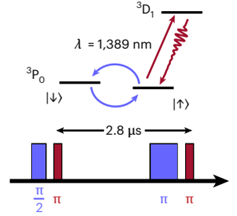 ³D₁
λ = 1,389 nm
³P₀
|↓⟩
|↑⟩
2.8 μs
π/2 π π π